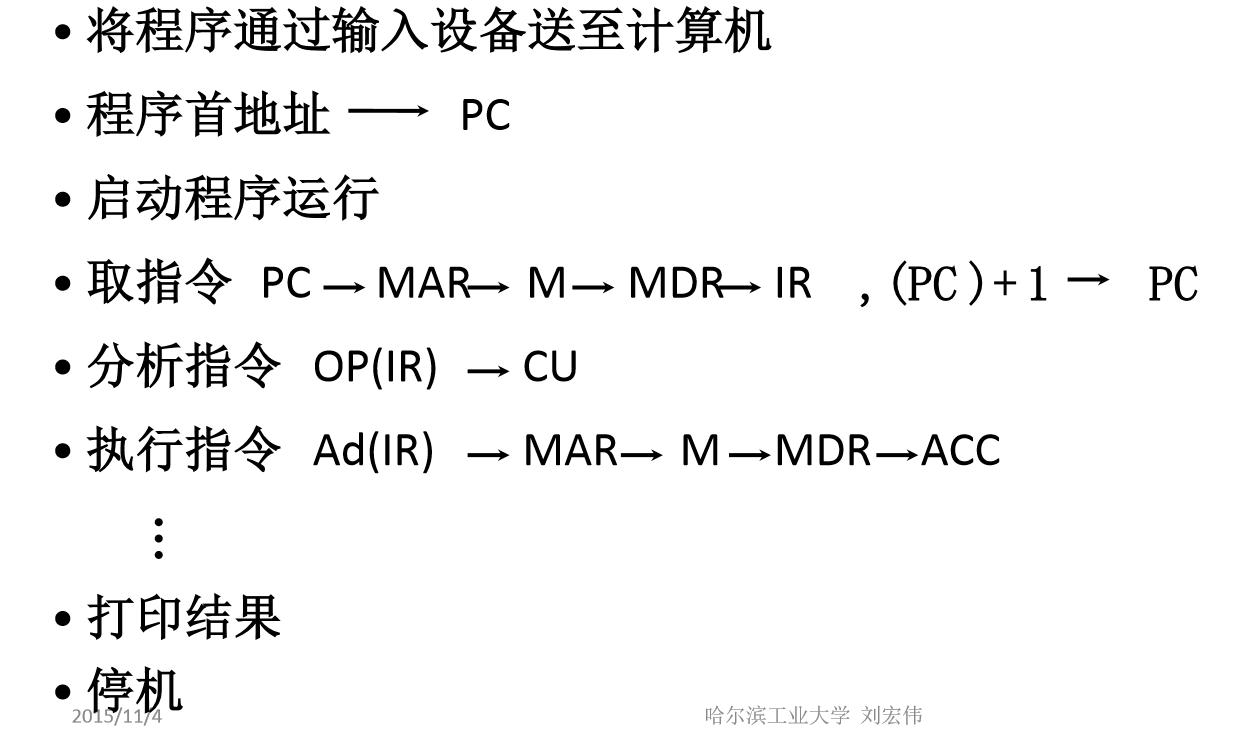 • 将程序通过输入设备送至计算机
• 程序首地址 → PC
• 启动程序运行
• 取指令 PC → MAR → M → MDR → IR , (PC)+1 → PC
• 分析指令 OP(IR) → CU
• 执行指令 Ad(IR) → MAR → M → MDR → ACC
⋮
• 打印结果
• 停机
2015/11/4 哈尔滨工业大学 刘宏伟